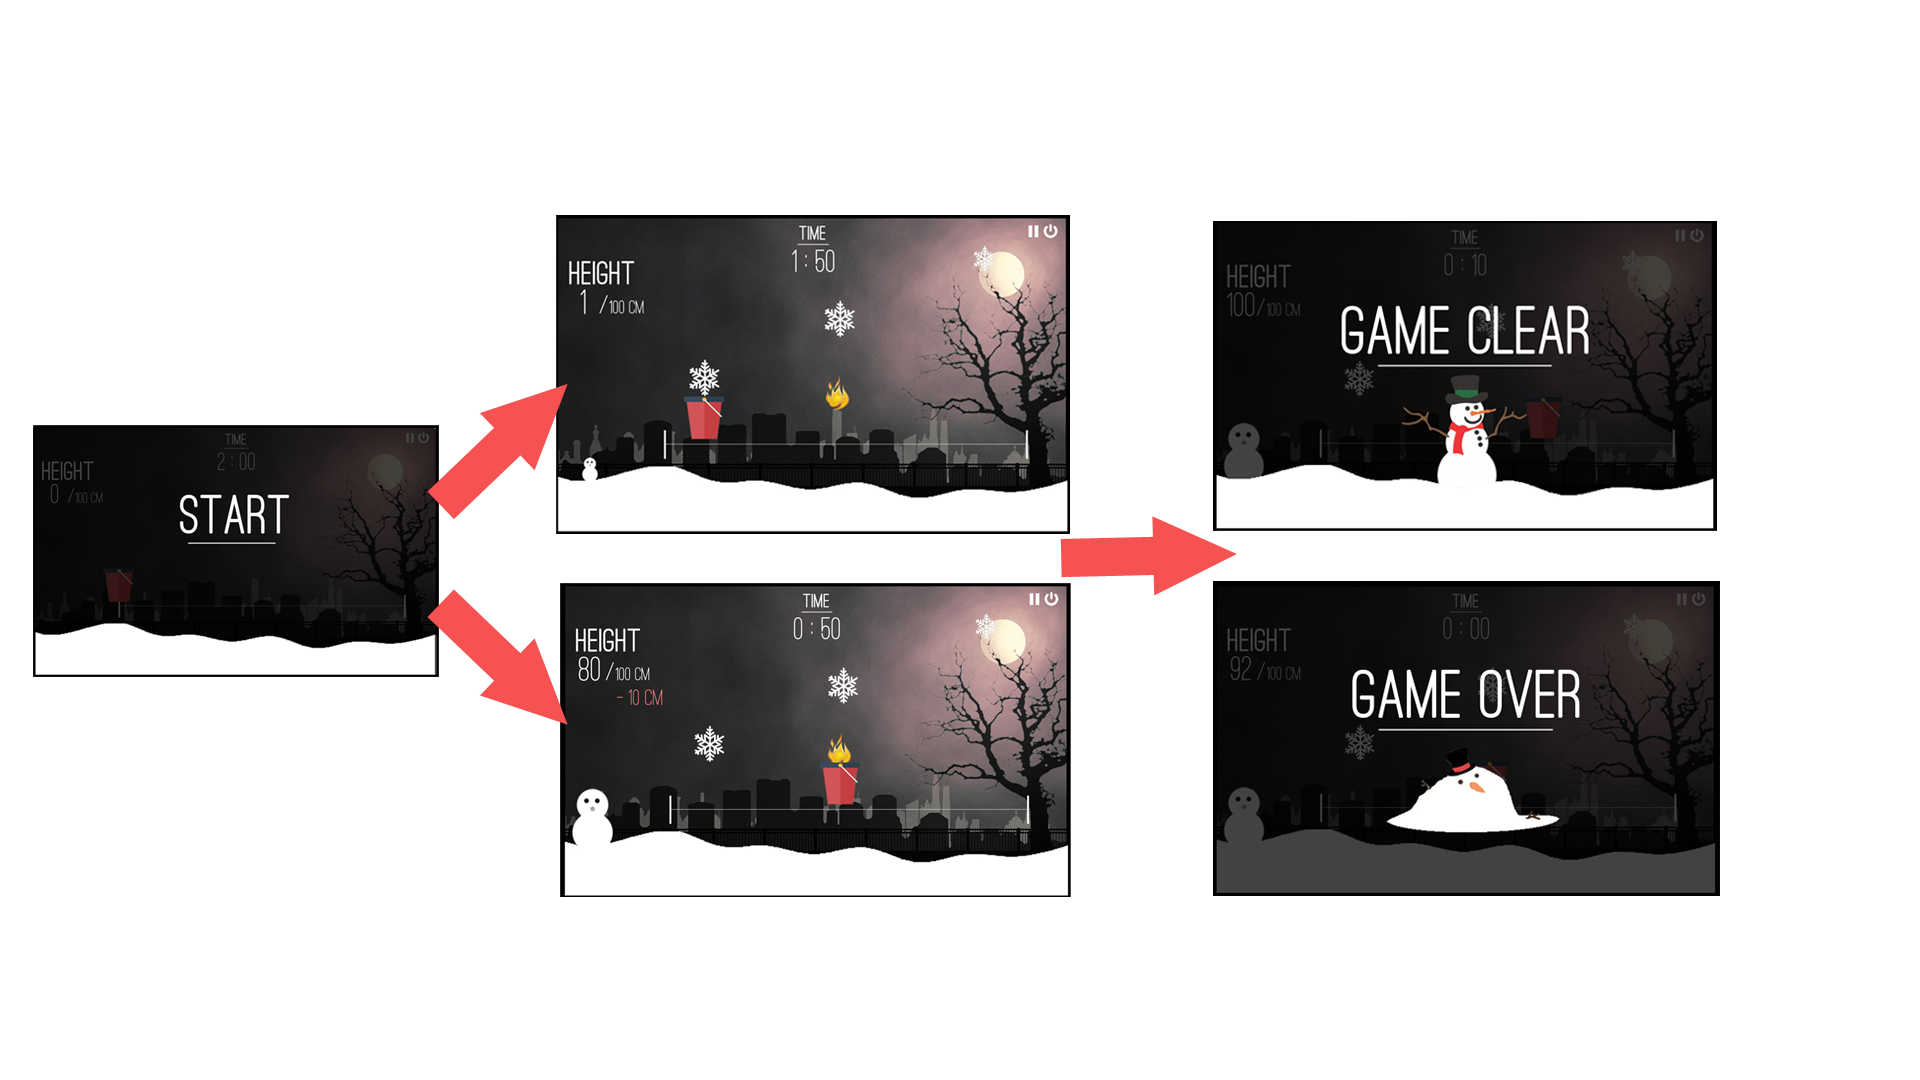 TIME
2 : 00
HEIGHT
0 /100 CM
START
TIME
1 : 50
HEIGHT
1 /100 CM
TIME
0 : 50
HEIGHT
80 /100 CM
- 10 CM
TIME
0 : 10
HEIGHT
100/100 CM
GAME CLEAR
TIME
0 : 00
HEIGHT
92 /100 CM
GAME OVER